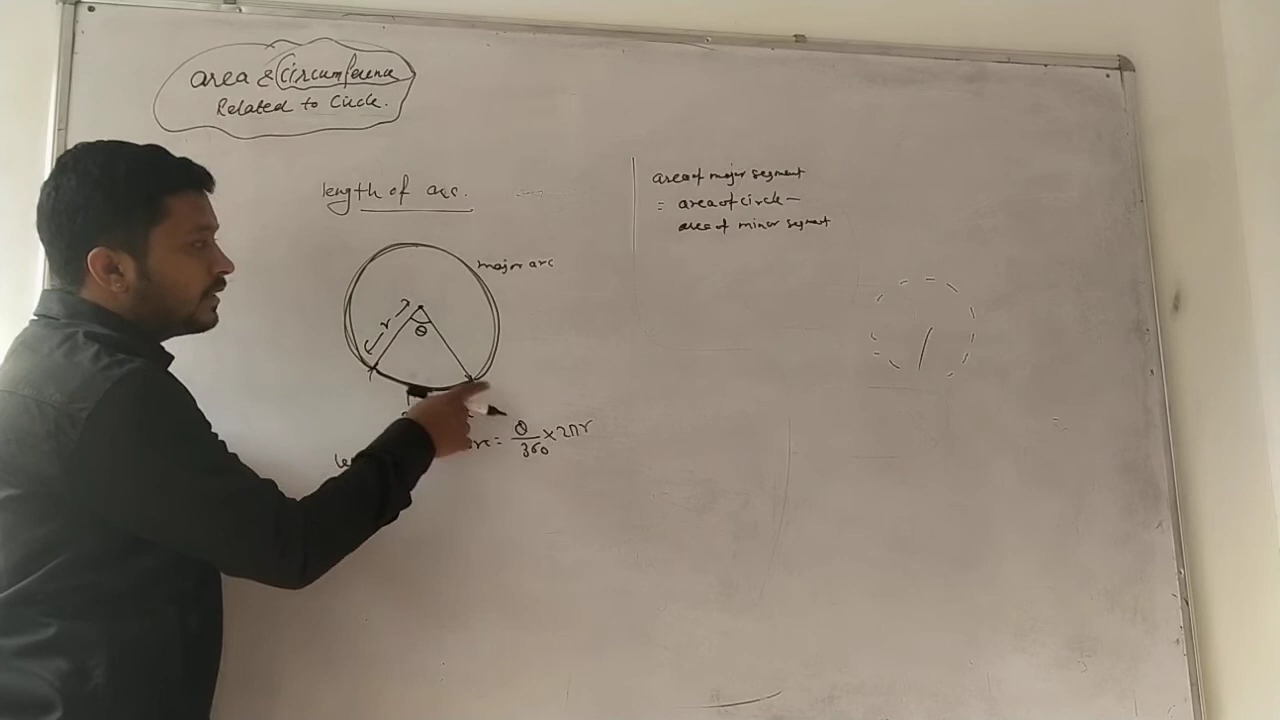 area & Circumference
Related to Circle.
length of arc.
major arc
r
θ
arc = θ/360 × 2πr
area of major segment
= area of circle –
area of minor segment